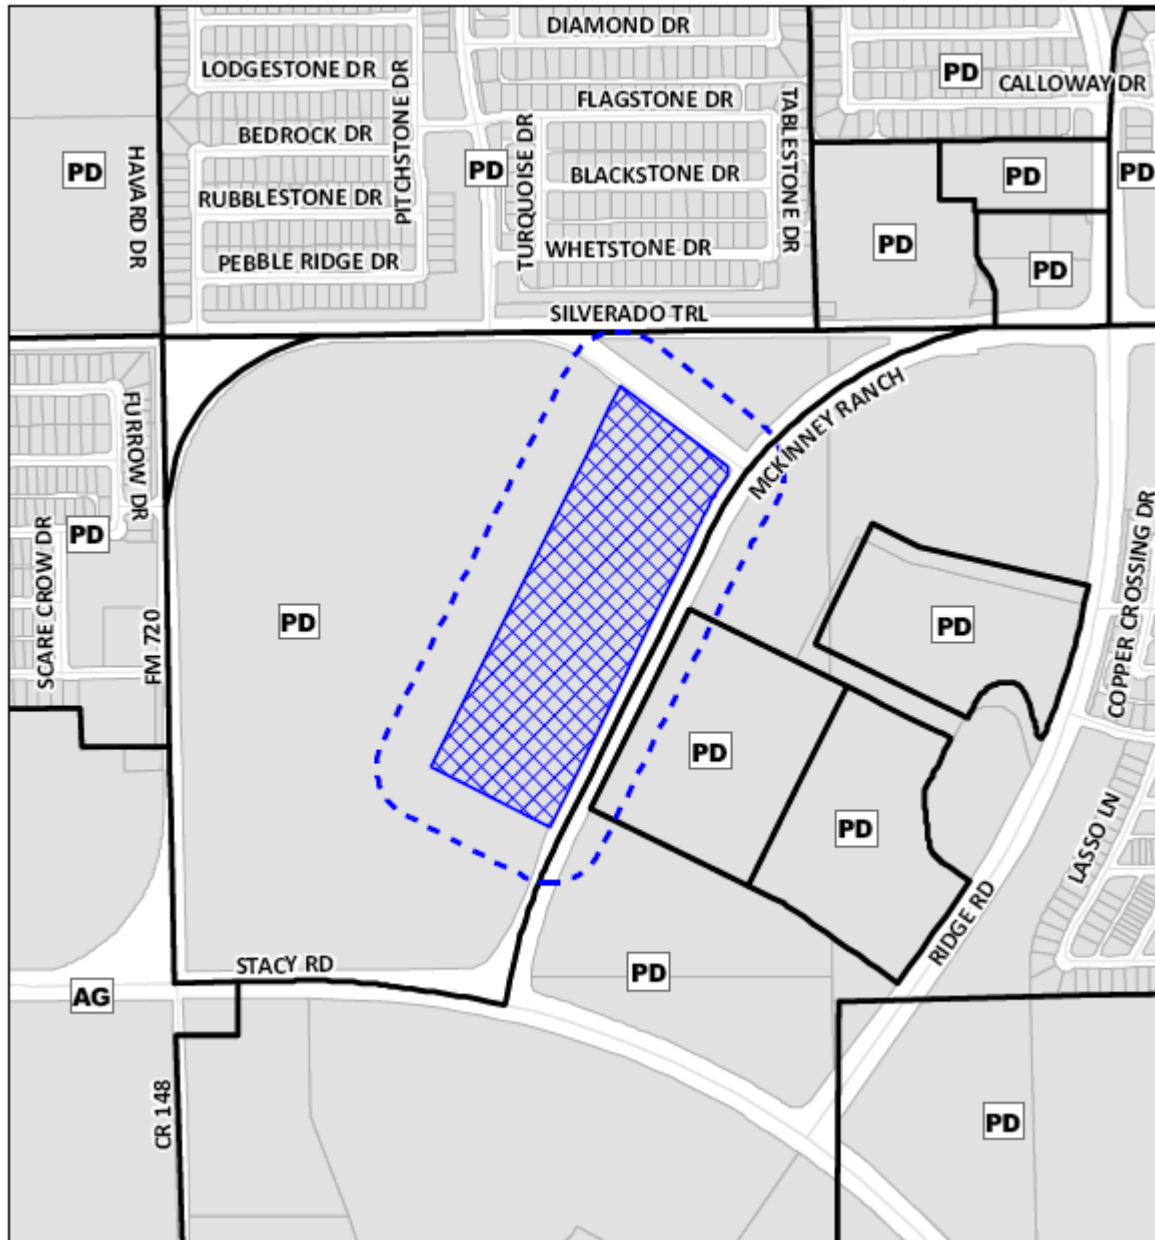 DIAMOND DR
LODGESTONE DR
PD
CALLOWAY DR
FLAGSTONE DR
PITCHSTONE DR
TABLESTONE DR
BEDROCK DR
TURQUOISE DR
PD
HAVARD DR
PD
BLACKSTONE DR
PD
PD
RUBBLESTONE DR
WHETSTONE DR
PD
PEBBLE RIDGE DR
PD
SILVERADO TRL
MCKINNEY RANCH
FURROW DR
PD
SCARE CROW DR
FM 720
PD
PD
COPPER CROSSING DR
PD
PD
LASSO LN
RIDGE RD
STACY RD
PD
AG
CR 148
PD